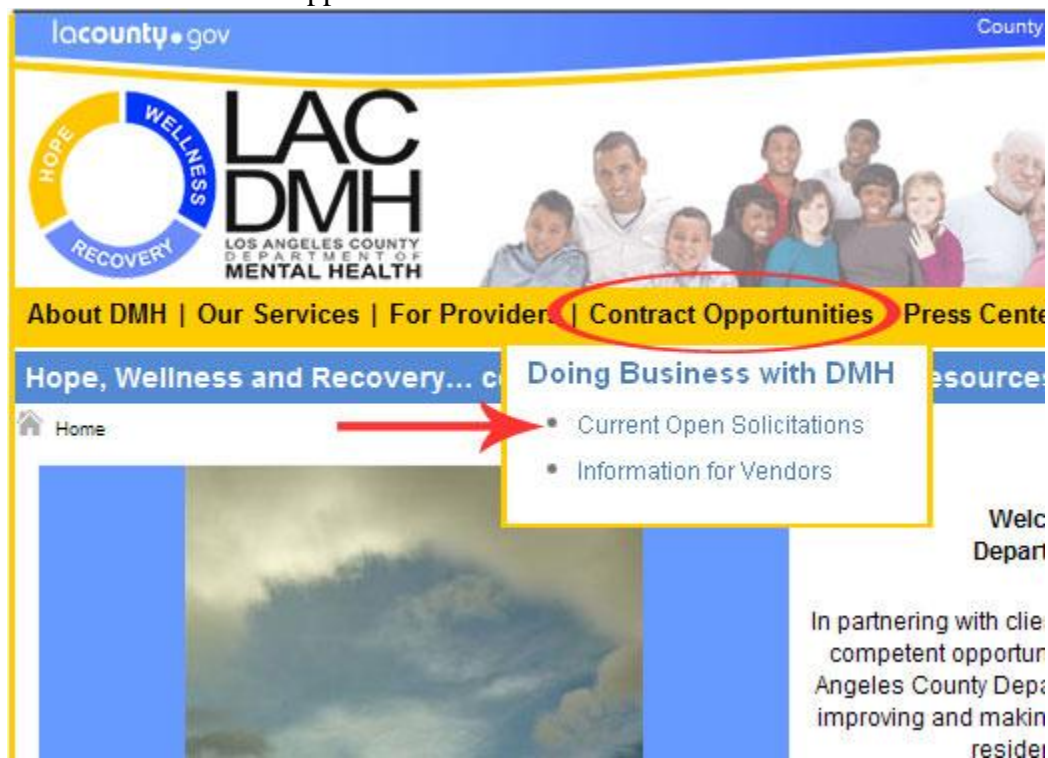 lacounty.gov
County
HOPE
WELLNESS
RECOVERY
LAC
DMH
LOS ANGELES COUNTY
DEPARTMENT OF
MENTAL HEALTH
About DMH | Our Services | For Providers | Contract Opportunities Press Cente
Hope, Wellness and Recovery... c
esources
Doing Business with DMH
• Current Open Solicitations
• Information for Vendors
Home
Welc
Depart
In partnering with clie
competent opportun
Angeles County Depa
improving and makin
reside